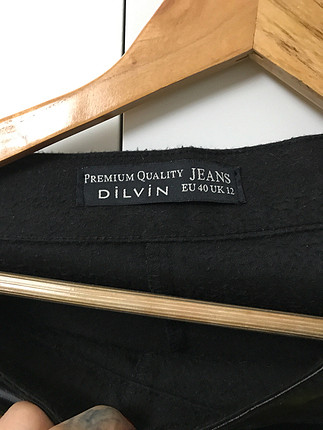 PREMIUM QUALITY JEANS
DİLVİN EU 40 UK 12